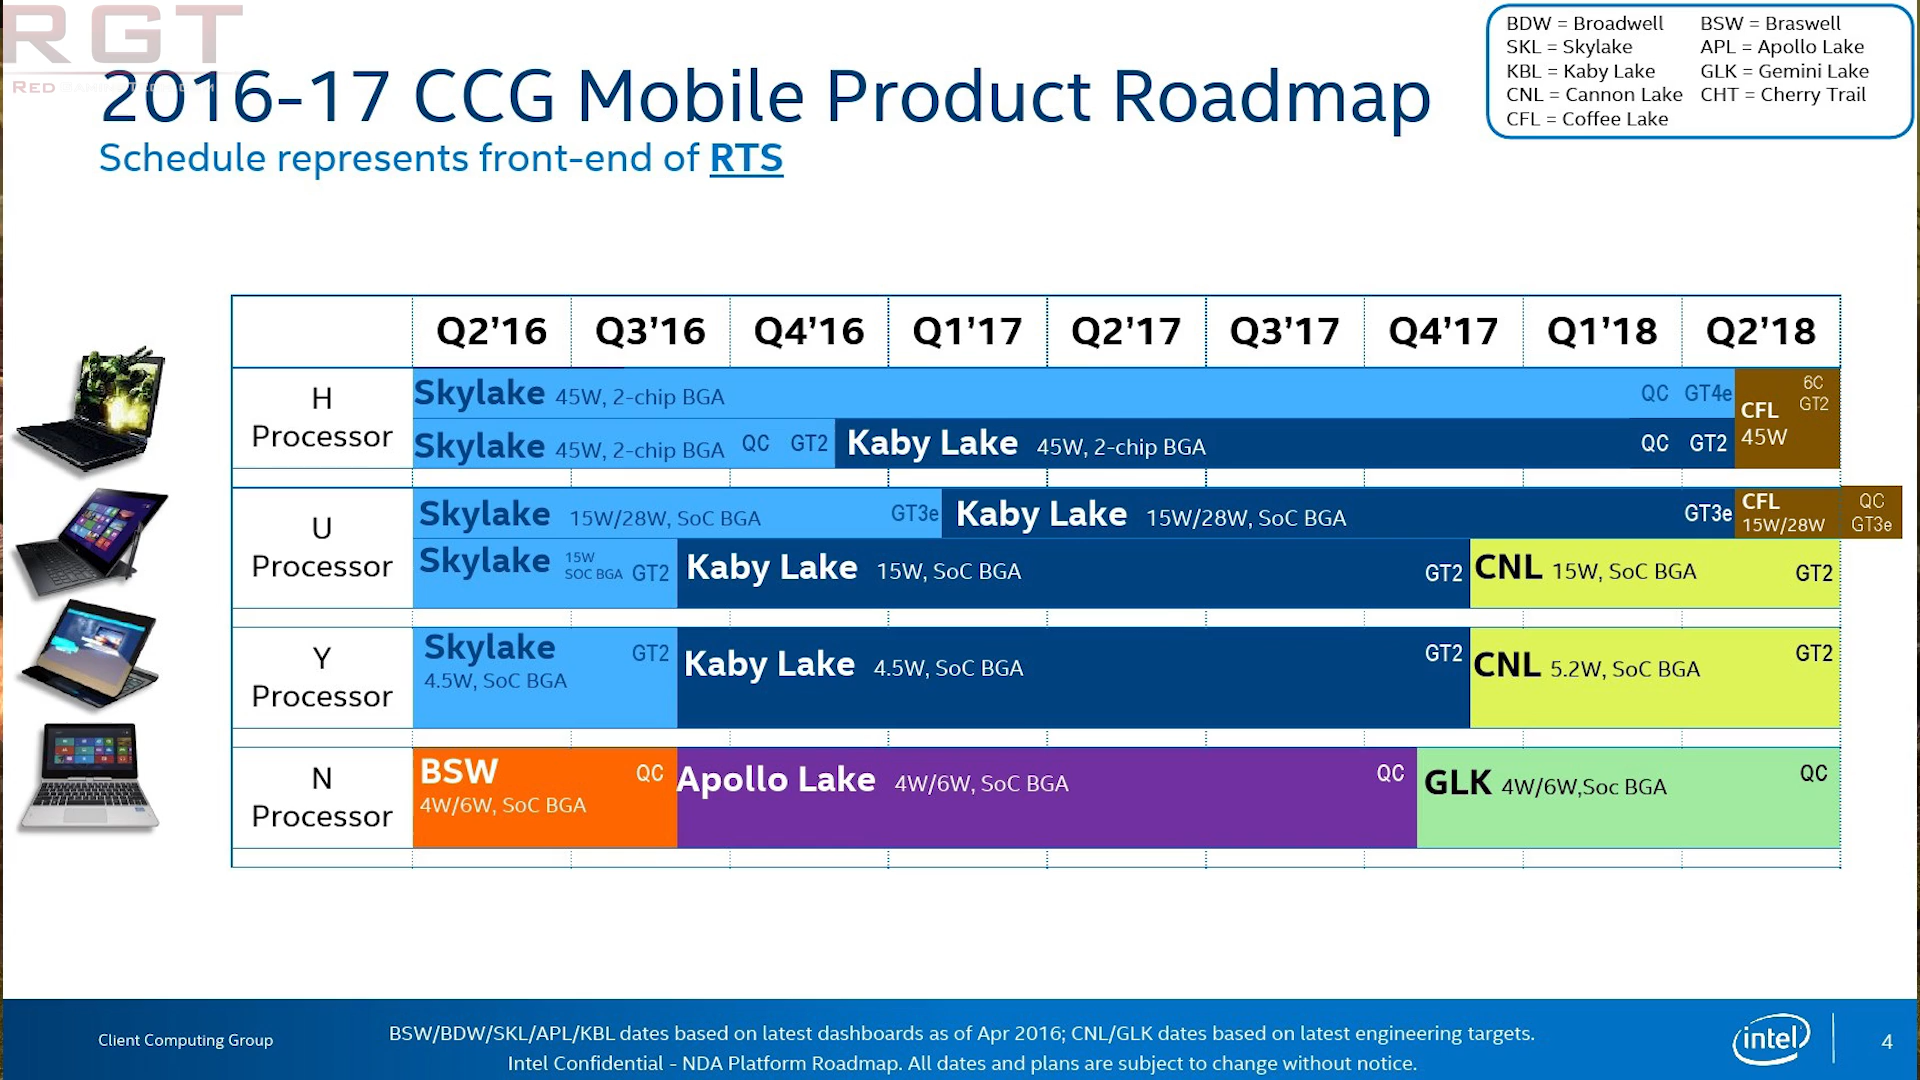 RGT
RED GAMING TECH.COM
BDW = Broadwell BSW = Braswell
SKL = Skylake APL = Apollo Lake
KBL = Kaby Lake GLK = Gemini Lake
CNL = Cannon Lake CHT = Cherry Trail
CFL = Coffee Lake
2016-17 CCG Mobile Product Roadmap
Schedule represents front-end of RTS
Q2’16 Q3’16 Q4’16 Q1’17 Q2’17 Q3’17 Q4’17 Q1’18 Q2’18
H
Processor
Skylake 45W, 2-chip BGA QC GT4e
Skylake 45W, 2-chip BGA QC GT2 Kaby Lake 45W, 2-chip BGA QC GT2
6C
GT2
CFL
45W
U
Processor
Skylake 15W/28W, SoC BGA GT3e Kaby Lake 15W/28W, SoC BGA GT3e CFL
15W/28W
QC
GT3e
Skylake 15W
SOC BGA GT2 Kaby Lake 15W, SoC BGA GT2 CNL 15W, SoC BGA GT2
Y
Processor
Skylake GT2
4.5W, SoC BGA
Kaby Lake 4.5W, SoC BGA GT2
CNL 5.2W, SoC BGA GT2
N
Processor
BSW QC
4W/6W, SoC BGA
Apollo Lake 4W/6W, SoC BGA QC
GLK 4W/6W,Soc BGA QC
Client Computing Group
BSW/BDW/SKL/APL/KBL dates based on latest dashboards as of Apr 2016; CNL/GLK dates based on latest engineering targets.
Intel Confidential - NDA Platform Roadmap. All dates and plans are subject to change without notice.
intel
4